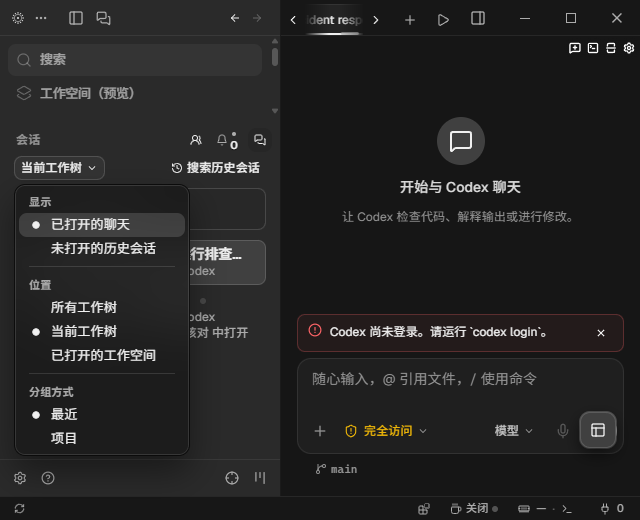 ident resp
搜索
工作空间（预览）
会话
0
当前工作树
搜索历史会话
显示
已打开的聊天
未打开的历史会话
位置
所有工作树
当前工作树
已打开的工作空间
分组方式
最近
项目
行排查...
odex
odex
核对 中打开
开始与 Codex 聊天
让 Codex 检查代码、解释输出或进行修改。
Codex 尚未登录。请运行 `codex login`。
随心输入，@ 引用文件，/ 使用命令
完全访问
模型
main
关闭
— ·
0